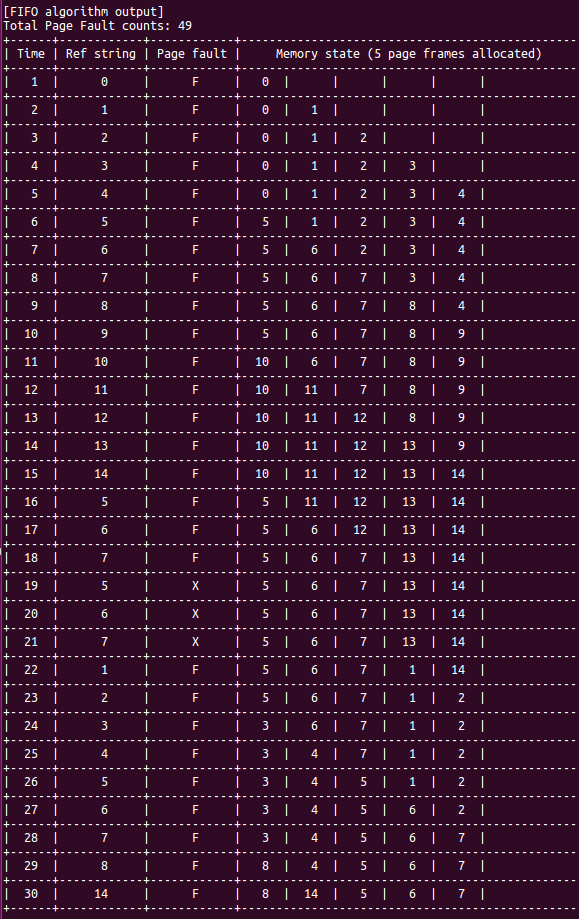 [FIFO algorithm output]
Total Page Fault counts: 49
+------+------------+------------+--------------------------------------------
| Time | Ref string | Page fault |     Memory state (5 page frames allocated)
|   1  |      0     |      F     |   0  |      |      |      |      |
|   2  |      1     |      F     |   0  |   1  |      |      |      |
|   3  |      2     |      F     |   0  |   1  |   2  |      |      |
|   4  |      3     |      F     |   0  |   1  |   2  |   3  |      |
|   5  |      4     |      F     |   0  |   1  |   2  |   3  |   4  |
|   6  |      5     |      F     |   5  |   1  |   2  |   3  |   4  |
|   7  |      6     |      F     |   5  |   6  |   2  |   3  |   4  |
|   8  |      7     |      F     |   5  |   6  |   7  |   3  |   4  |
|   9  |      8     |      F     |   5  |   6  |   7  |   8  |   4  |
|  10  |      9     |      F     |   5  |   6  |   7  |   8  |   9  |
|  11  |     10     |      F     |  10  |   6  |   7  |   8  |   9  |
|  12  |     11     |      F     |  10  |  11  |   7  |   8  |   9  |
|  13  |     12     |      F     |  10  |  11  |  12  |   8  |   9  |
|  14  |     13     |      F     |  10  |  11  |  12  |  13  |   9  |
|  15  |     14     |      F     |  10  |  11  |  12  |  13  |  14  |
|  16  |      5     |      F     |   5  |  11  |  12  |  13  |  14  |
|  17  |      6     |      F     |   5  |   6  |  12  |  13  |  14  |
|  18  |      7     |      F     |   5  |   6  |   7  |  13  |  14  |
|  19  |      5     |      X     |   5  |   6  |   7  |  13  |  14  |
|  20  |      6     |      X     |   5  |   6  |   7  |  13  |  14  |
|  21  |      7     |      X     |   5  |   6  |   7  |  13  |  14  |
|  22  |      1     |      F     |   5  |   6  |   7  |   1  |  14  |
|  23  |      2     |      F     |   5  |   6  |   7  |   1  |   2  |
|  24  |      3     |      F     |   3  |   6  |   7  |   1  |   2  |
|  25  |      4     |      F     |   3  |   4  |   7  |   1  |   2  |
|  26  |      5     |      F     |   3  |   4  |   5  |   1  |   2  |
|  27  |      6     |      F     |   3  |   4  |   5  |   6  |   2  |
|  28  |      7     |      F     |   3  |   4  |   5  |   6  |   7  |
|  29  |      8     |      F     |   8  |   4  |   5  |   6  |   7  |
|  30  |     14     |      F     |   8  |  14  |   5  |   6  |   7  |